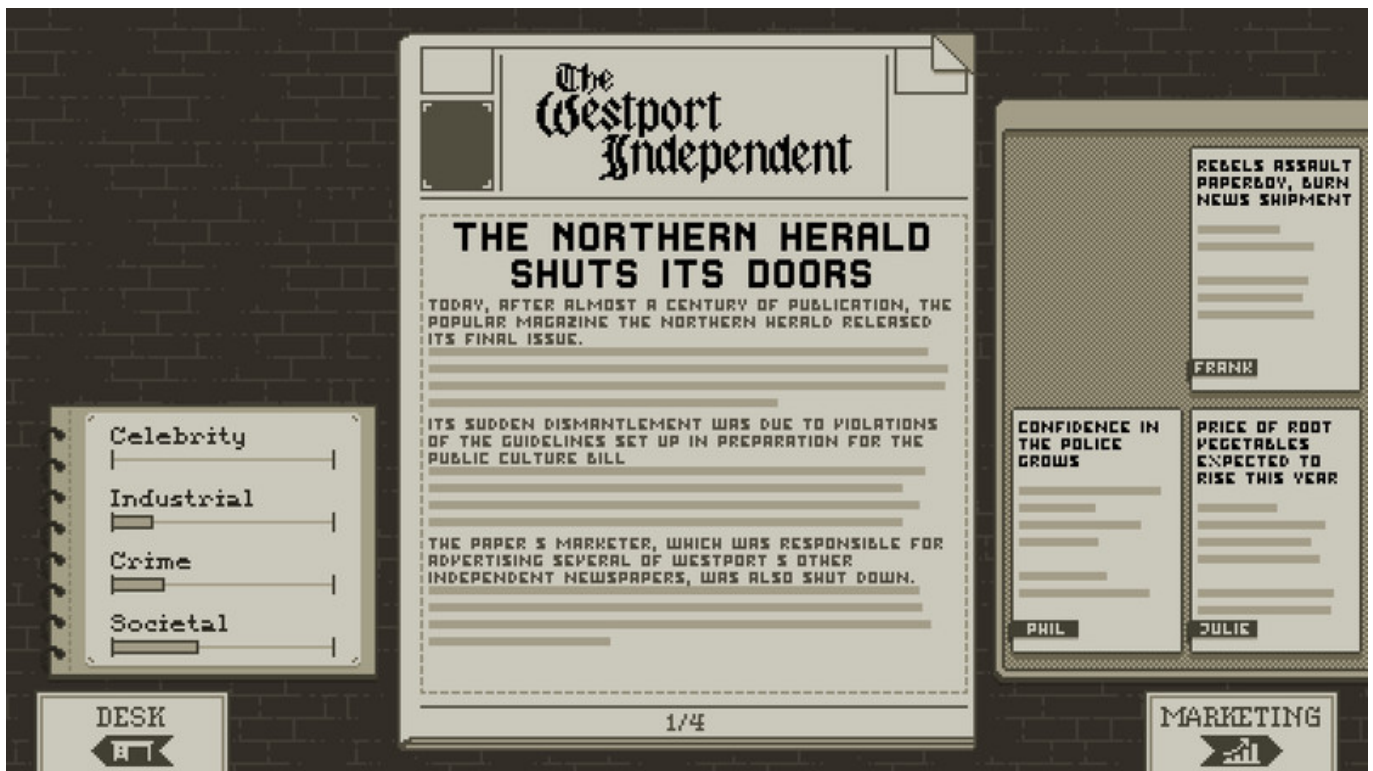 The
Westport
Independent
THE NORTHERN HERALD
SHUTS ITS DOORS
TODAY, AFTER ALMOST A CENTURY OF PUBLICATION, THE
POPULAR MAGAZINE THE NORTHERN HERALD RELEASED
ITS FINAL ISSUE.
ITS SUDDEN DISMANTLEMENT WAS DUE TO VIOLATIONS
OF THE GUIDELINES SET UP IN PREPARATION FOR THE
PUBLIC CULTURE BILL
THE PAPER S MARKETER, WHICH WAS RESPONSIBLE FOR
ADVERTISING SEVERAL OF WESTPORT S OTHER
INDEPENDENT NEWSPAPERS, WAS ALSO SHUT DOWN.
1/4
Celebrity
Industrial
Crime
Societal
DESK
REBELS ASSAULT
PAPERBOY, BURN
NEWS SHIPMENT
FRANK
CONFIDENCE IN
THE POLICE
GROWS
PHIL
PRICE OF ROOT
VEGETABLES
EXPECTED TO
RISE THIS YEAR
JULIE
MARKETING